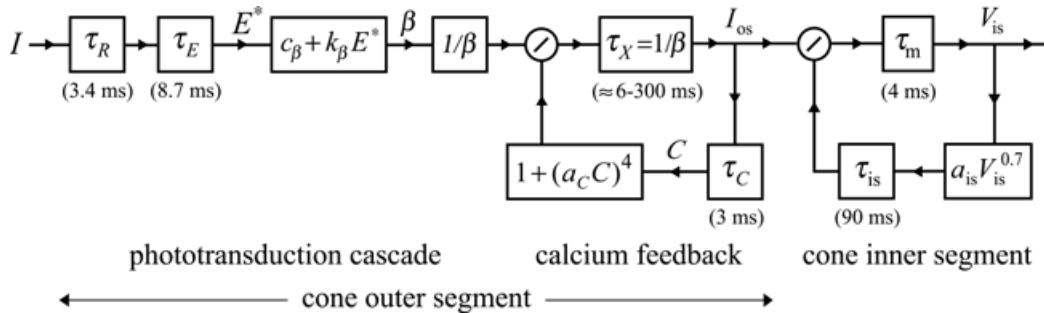 I τ_R τ_E E* c_β + k_β E* β 1/β τ_X = 1/β I_os τ_m V_is
(3.4 ms) (8.7 ms) (≈6-300 ms) (4 ms)
1 + (a_C C)^4 C τ_C τ_is a_is V_is^0.7
(3 ms) (90 ms)
phototransduction cascade calcium feedback cone inner segment
cone outer segment